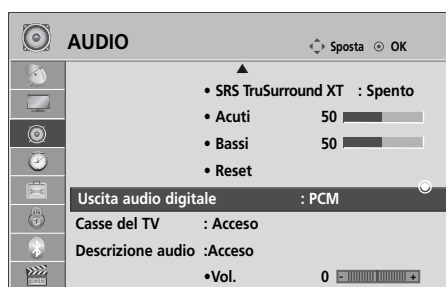 AUDIO Sposta OK
• SRS TruSurround XT : Spento
• Acuti 50
• Bassi 50
• Reset
Uscita audio digitale : PCM
Casse del TV : Acceso
Descrizione audio :Acceso
•Vol. 0 - +